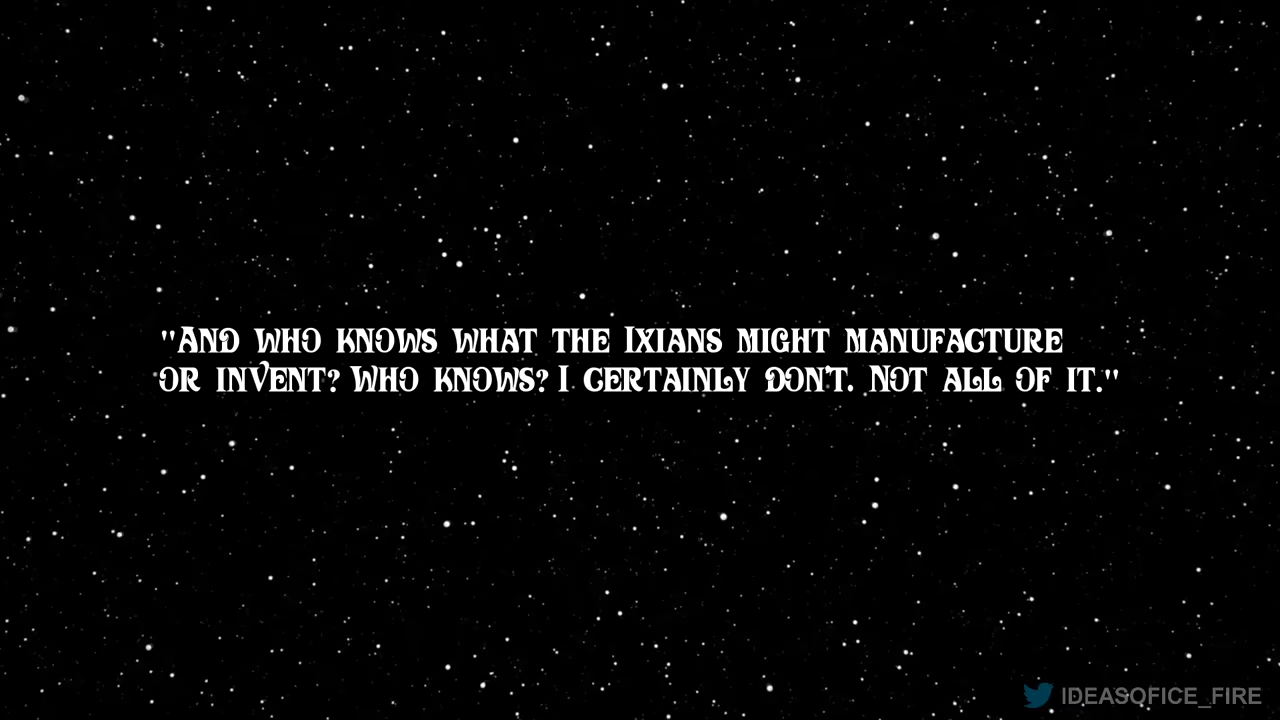 "And who knows what the Ixians might manufacture
or invent? Who knows? I certainly don't. Not all of it."
IDEASOFICE_FIRE